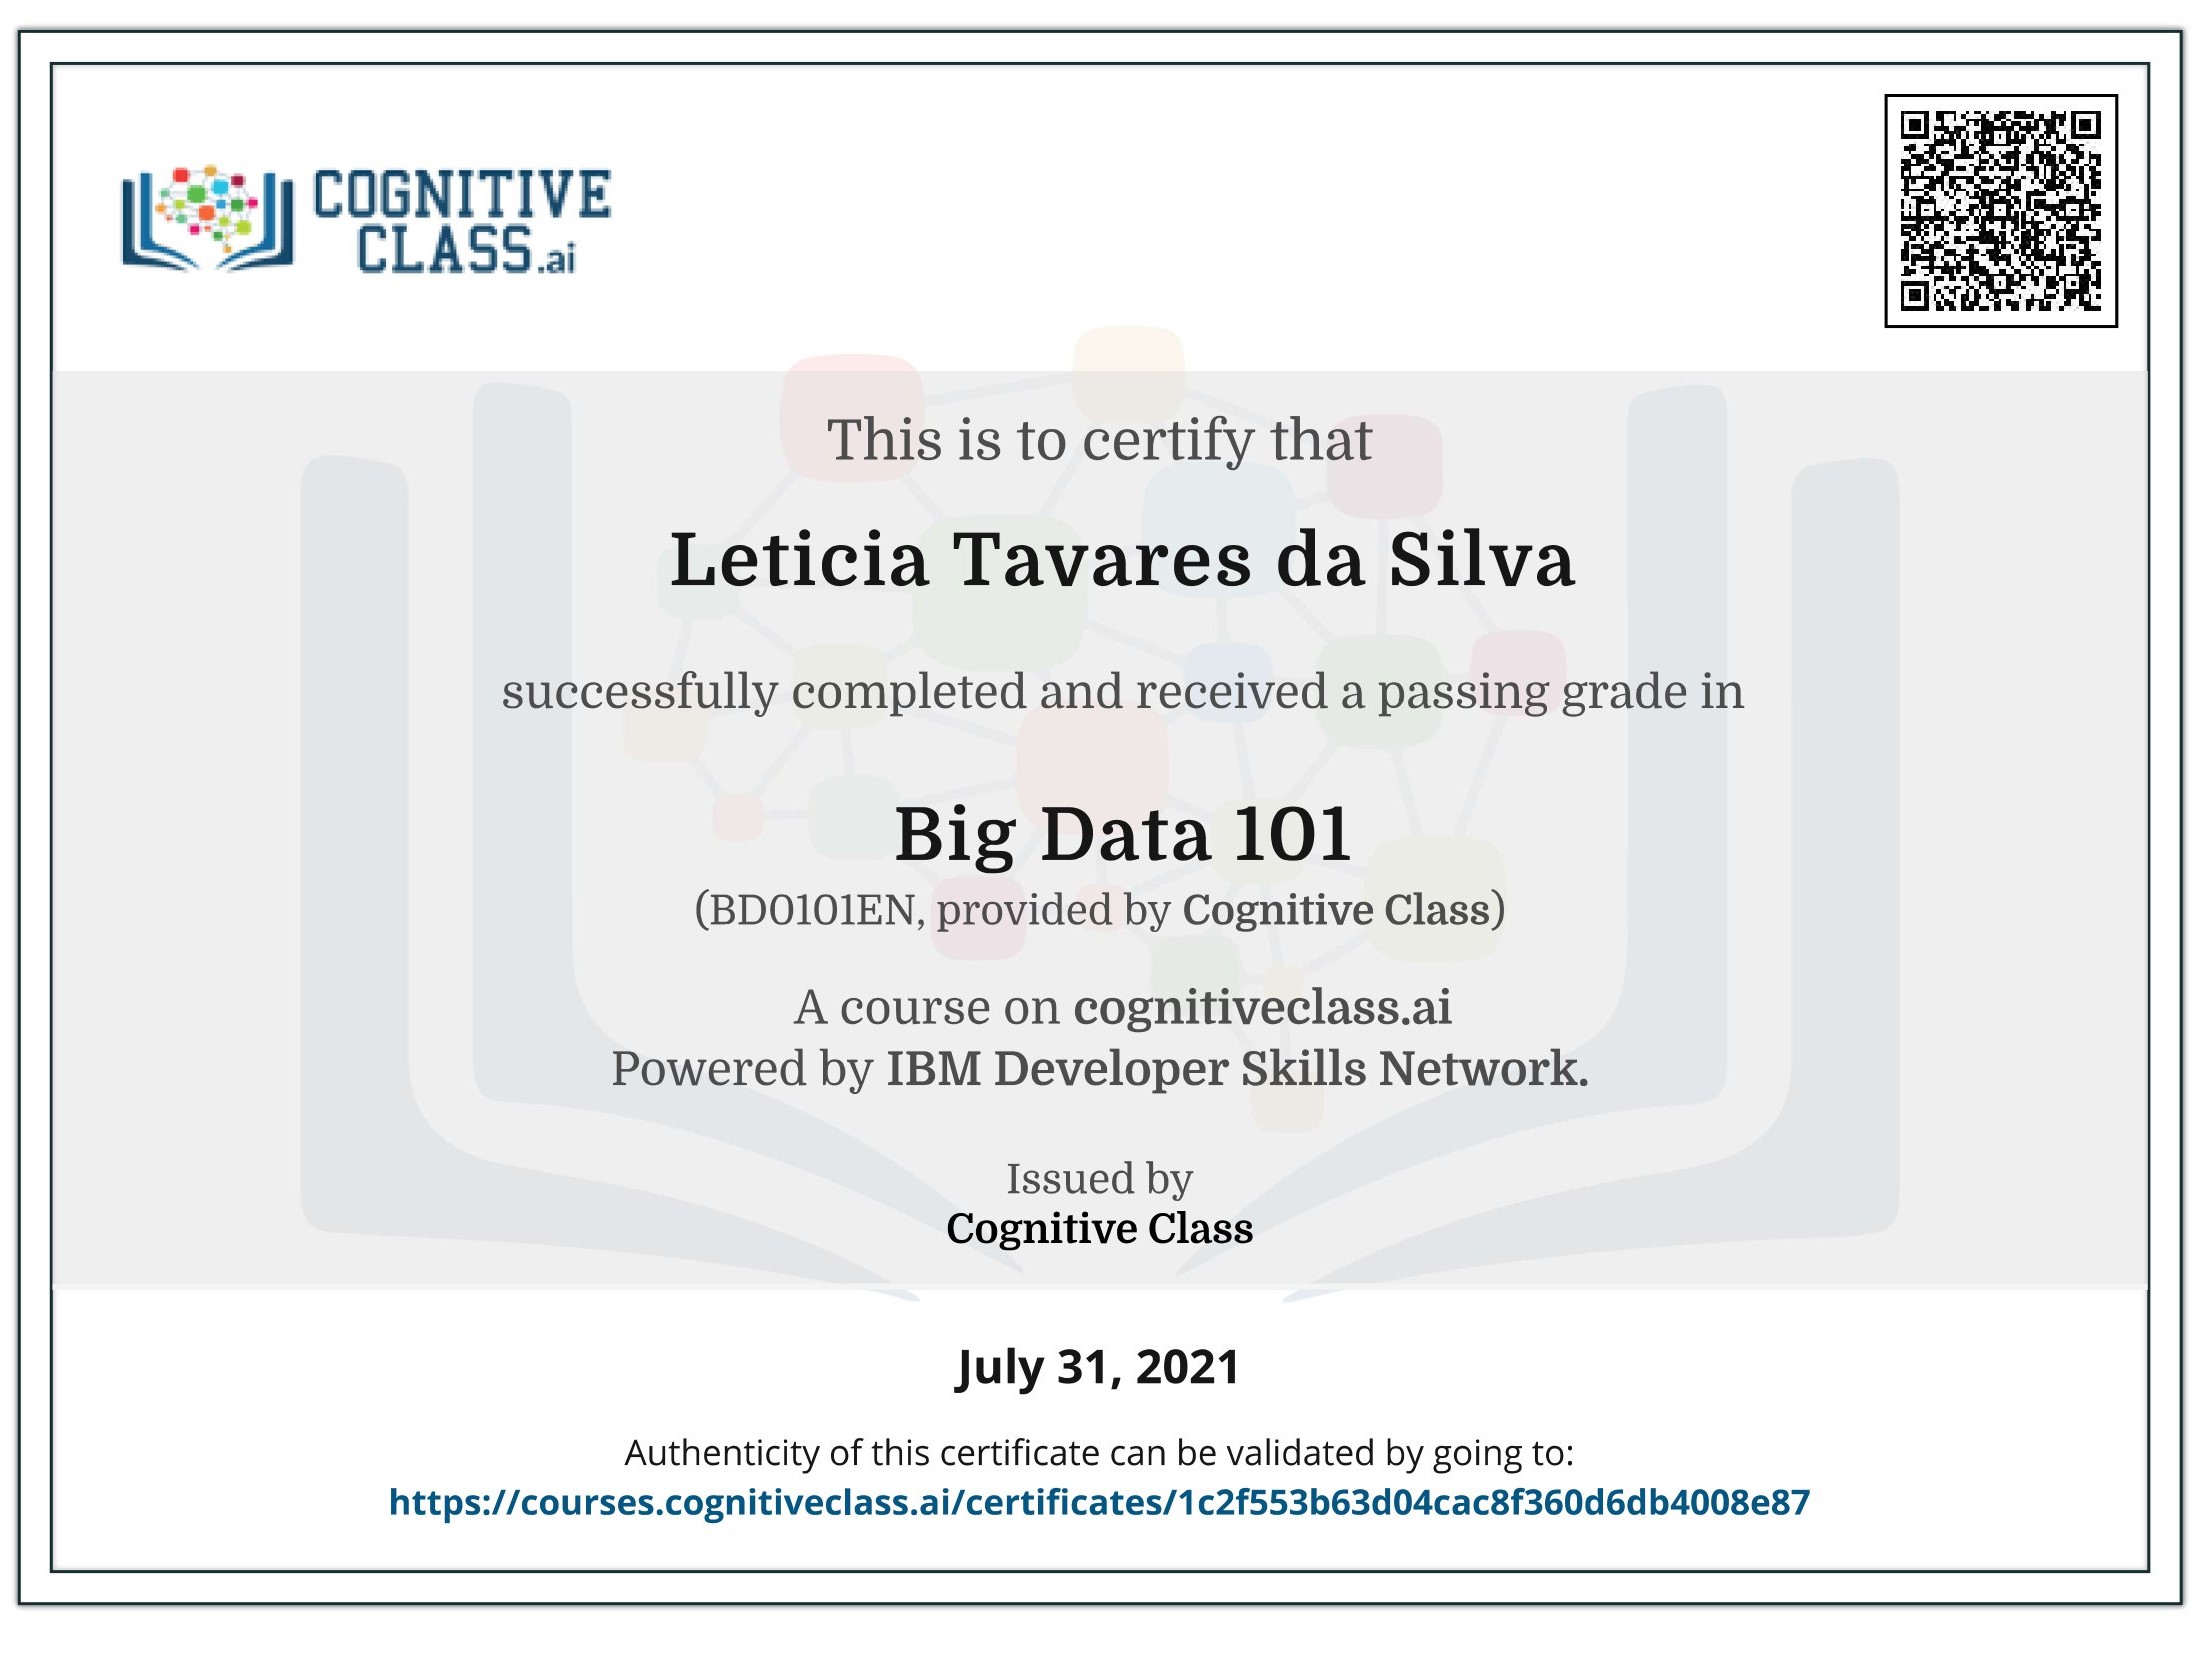 COGNITIVE
CLASS.ai
This is to certify that
Leticia Tavares da Silva
successfully completed and received a passing grade in
Big Data 101
(BD0101EN, provided by Cognitive Class)
A course on cognitiveclass.ai
Powered by IBM Developer Skills Network.
Issued by
Cognitive Class
July 31, 2021
Authenticity of this certificate can be validated by going to:
https://courses.cognitiveclass.ai/certificates/1c2f553b63d04cac8f360d6db4008e87